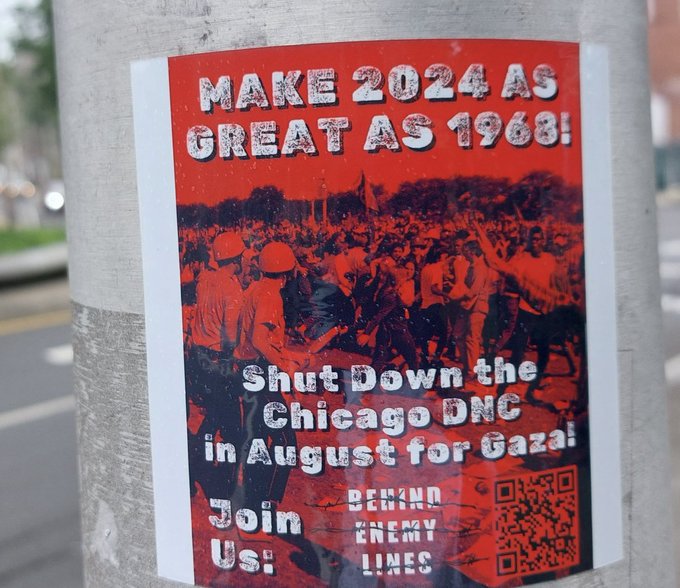 MAKE 2024 AS
GREAT AS 1968!
Shut Down the
Chicago DNC
in August for Gaza!
Join
Us:
BEHIND
ENEMY
LINES